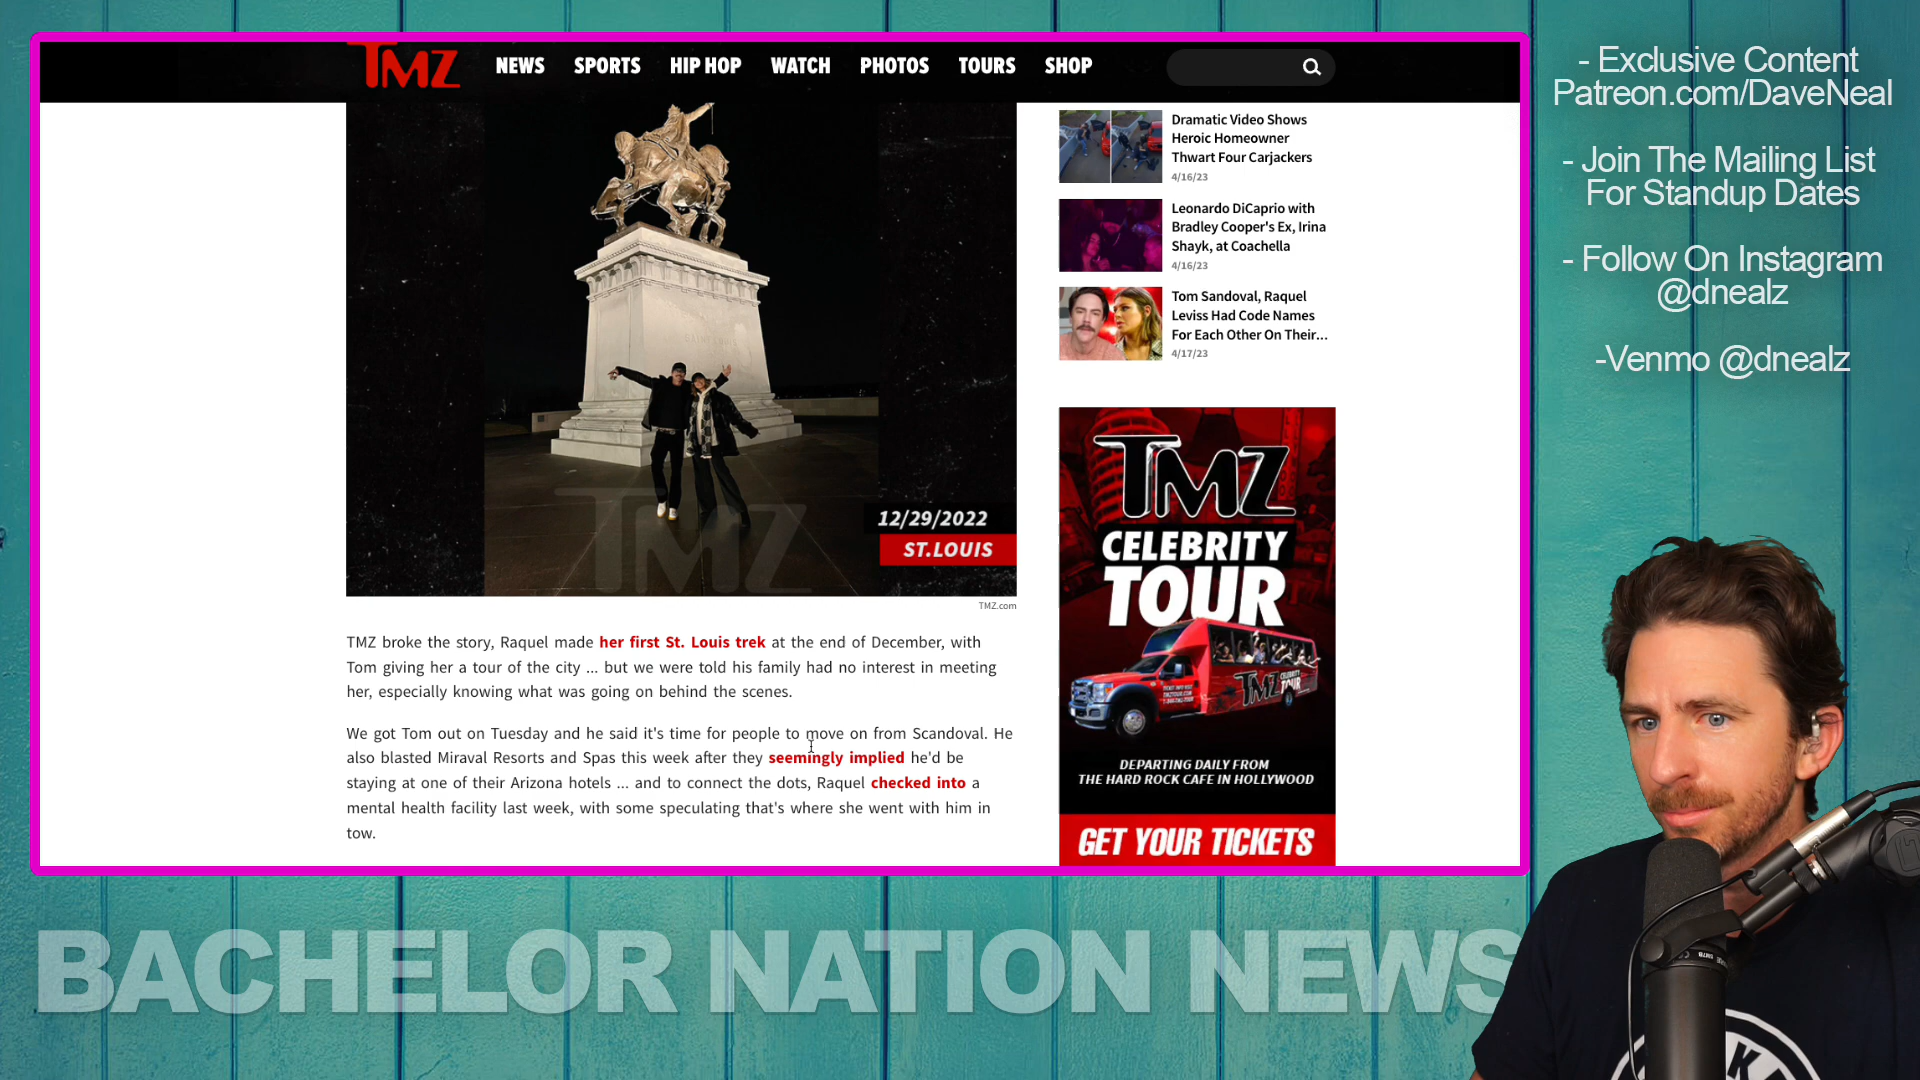 TMZ
NEWS SPORTS HIP HOP WATCH PHOTOS TOURS SHOP
12/29/2022
ST.LOUIS
TMZ
TMZ.com
TMZ broke the story, Raquel made her first St. Louis trek at the end of December, with
Tom giving her a tour of the city ... but we were told his family had no interest in meeting
her, especially knowing what was going on behind the scenes.
We got Tom out on Tuesday and he said it's time for people to move on from Scandoval. He
also blasted Miraval Resorts and Spas this week after they seemingly implied he'd be
staying at one of their Arizona hotels ... and to connect the dots, Raquel checked into a
mental health facility last week, with some speculating that's where she went with him in
tow.
Dramatic Video Shows
Heroic Homeowner
Thwart Four Carjackers
4/16/23
Leonardo DiCaprio with
Bradley Cooper's Ex, Irina
Shayk, at Coachella
4/16/23
Tom Sandoval, Raquel
Leviss Had Code Names
For Each Other On Their...
4/17/23
TMZ
CELEBRITY
TOUR
TMZ
TOUR
DEPARTING DAILY FROM
THE HARD ROCK CAFE IN HOLLYWOOD
GET YOUR TICKETS
- Exclusive Content
Patreon.com/DaveNeal
- Join The Mailing List
For Standup Dates
- Follow On Instagram
@dnealz
-Venmo @dnealz
BACHELOR NATION NEWS